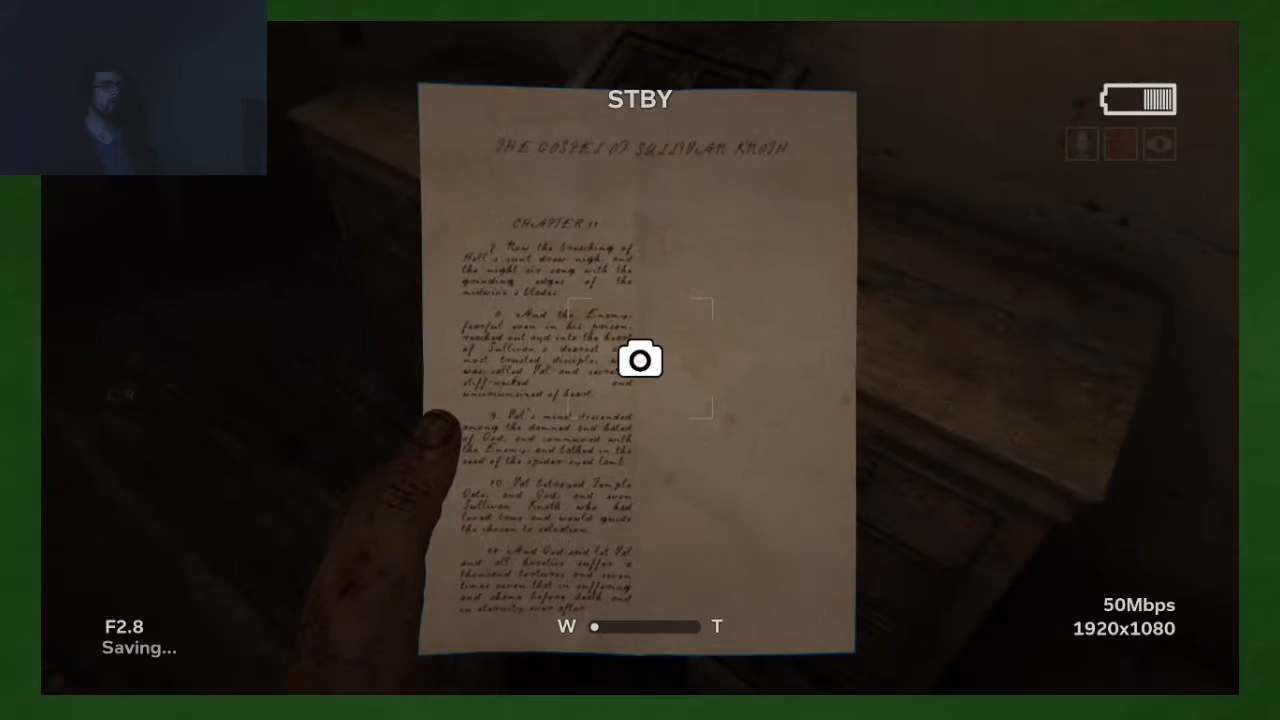 STBY
THE GOSPEL OF SULLIVAN KNOTH
CHAPTER 11
7 Now the breaching of
Hell's cunt drew nigh, and
the night air sang with the
grinding edges of the
midwive's blades.
8 And the Enemy,
fearful even in his prison,
reached out and into the heart
of Sullivan's dearest
most trusted disciple,
was called Val and
stiff-necked and
uncircumcised of heart.
9. Val's mind descended
among the damned and hated
of God, and communed with
the Enemy and bathed in the
seed of the spider eyed lamb.
10 Val betrayed Temple
Gate, and God, and even
Sullivan Knoth who had
loved true and would guide
the chosen to salvation.
11 And God said let Val
and all heretics suffer a
thousand tortures and seven
times seven that in suffering
and shame before death and
in eternity ever after.
F2.8
Saving...
W
T
50Mbps
1920x1080